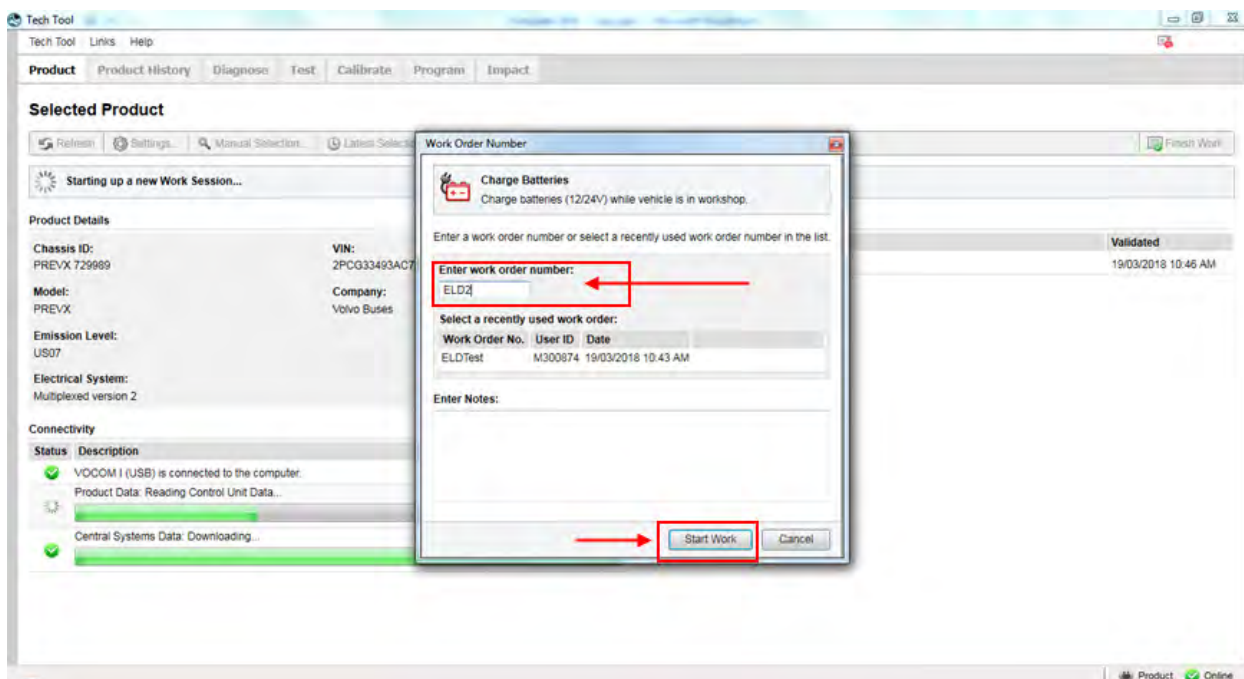 Tech Tool
Tech Tool Links Help
Product Product History Diagnose Test Calibrate Program Impact
Selected Product
Refresh Settings... Manual Selection... Latest Finish Work
Starting up a new Work Session...
Product Details
Chassis ID:
PREVX 729989
VIN:
2PCG33493AC7
Model:
PREVX
Company:
Volvo Buses
Emission Level:
US07
Electrical System:
Multiplexed version 2
Validated
19/03/2018 10:46 AM
Connectivity
Status Description
VOCOM I (USB) is connected to the computer.
Product Data: Reading Control Unit Data...
Central Systems Data: Downloading...
Work Order Number
Charge Batteries
Charge batteries (12/24V) while vehicle is in workshop.
Enter a work order number or select a recently used work order number in the list.
Enter work order number:
ELD2
Select a recently used work order:
Work Order No. User ID Date
ELDTest M300874 19/03/2018 10:43 AM
Enter Notes:
Start Work Cancel
Product Online